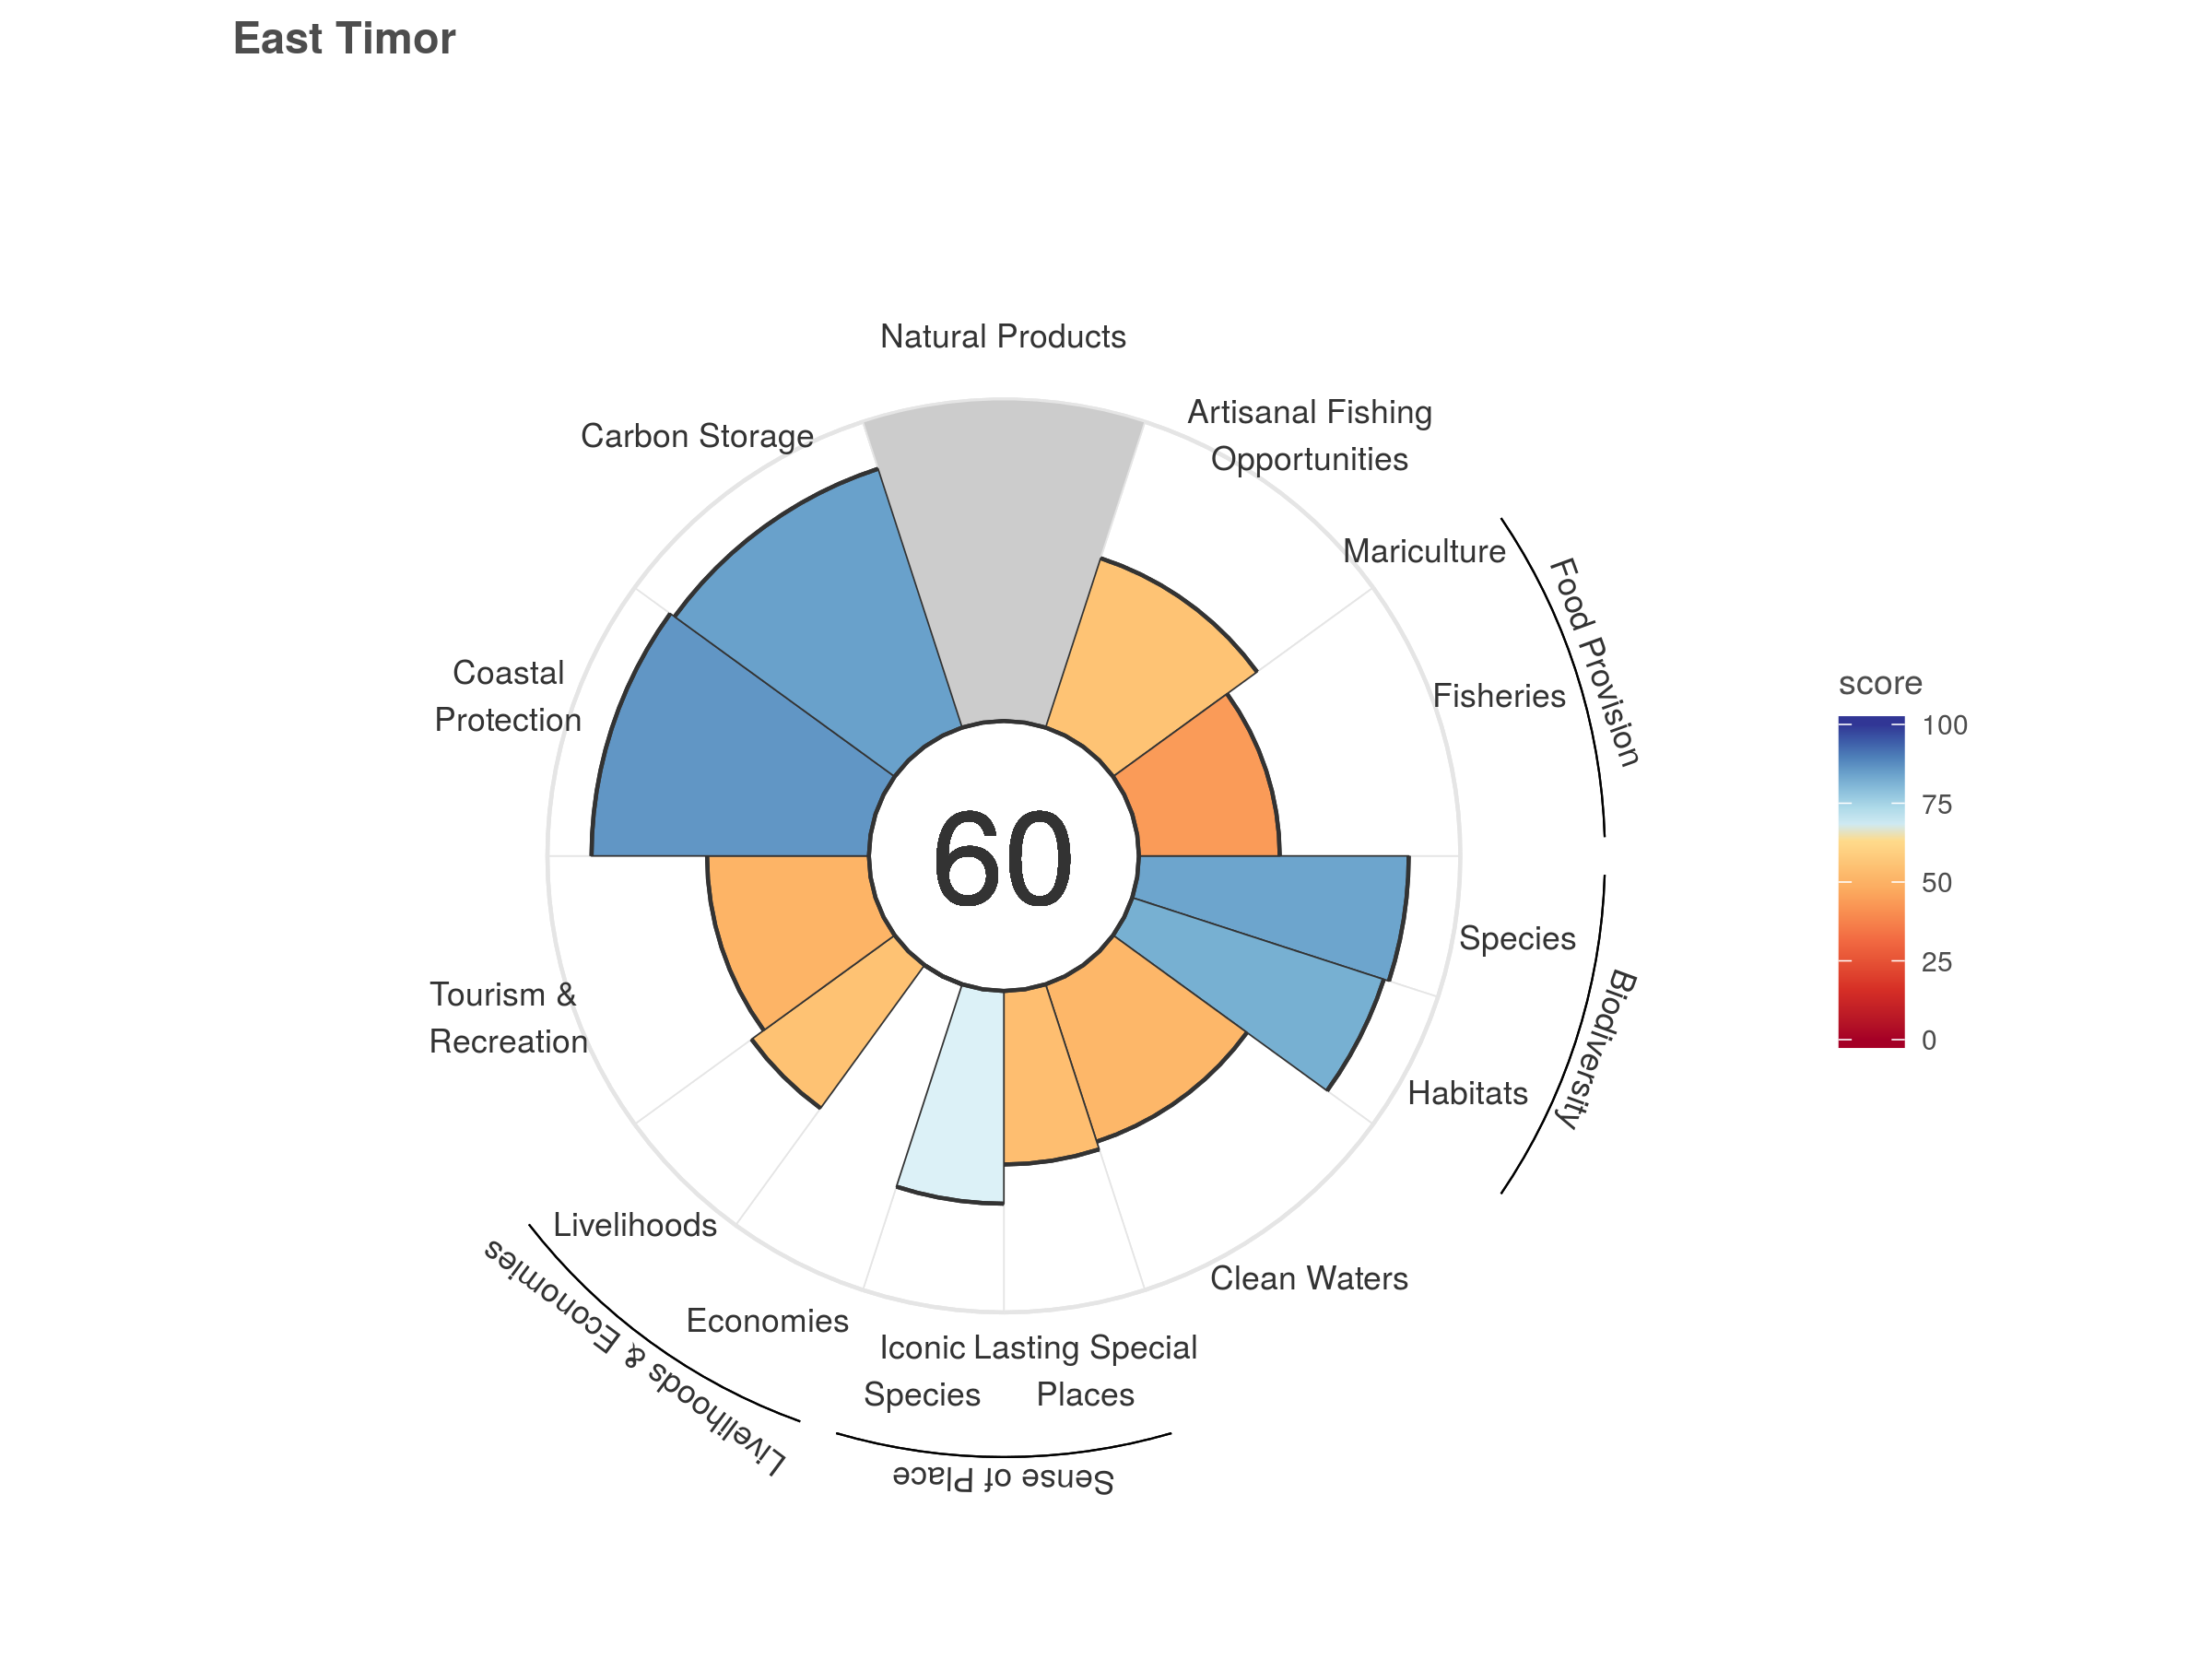 East Timor
Natural Products
Artisanal Fishing
Opportunities
Carbon Storage
Mariculture
Food Provision
Fisheries
Coastal
Protection
score
100
75
50
25
0
60
Species
Biodiversity
Habitats
Tourism &
Recreation
Livelihoods
Clean Waters
Economies
Livelihoods & Economies
Iconic
Species
Lasting Special
Places
Sense of Place